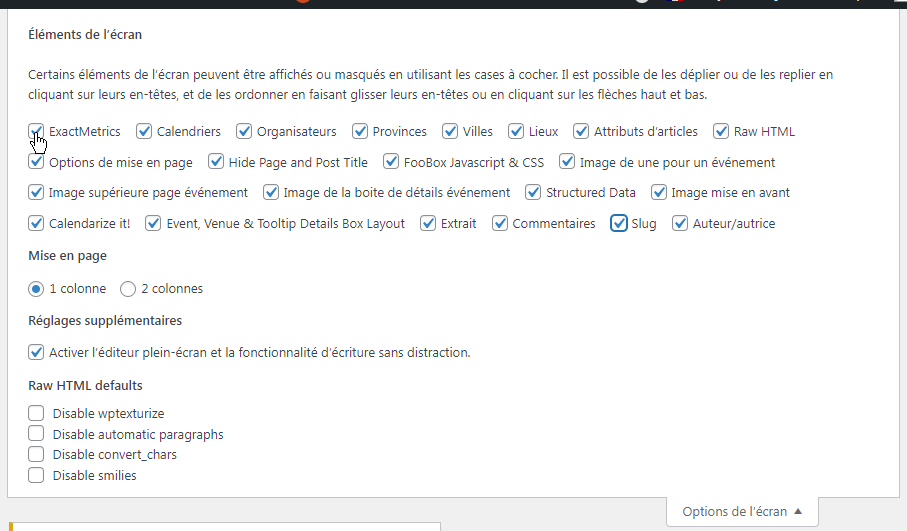 Éléments de l'écran
Certains éléments de l'écran peuvent être affichés ou masqués en utilisant les cases à cocher. Il est possible de les déplier ou de les replier en
cliquant sur leurs en-têtes, et de les ordonner en faisant glisser leurs en-têtes ou en cliquant sur les flèches haut et bas.
ExactMetrics Calendriers Organisateurs Provinces Villes Lieux Attributs d'articles Raw HTML
Options de mise en page Hide Page and Post Title FooBox Javascript & CSS Image de une pour un événement
Image supérieure page événement Image de la boite de détails événement Structured Data Image mise en avant
Calendarize it! Event, Venue & Tooltip Details Box Layout Extrait Commentaires Slug Auteur/autrice
Mise en page
1 colonne 2 colonnes
Réglages supplémentaires
Activer l'éditeur plein-écran et la fonctionnalité d'écriture sans distraction.
Raw HTML defaults
Disable wptexturize
Disable automatic paragraphs
Disable convert_chars
Disable smilies
Options de l'écran